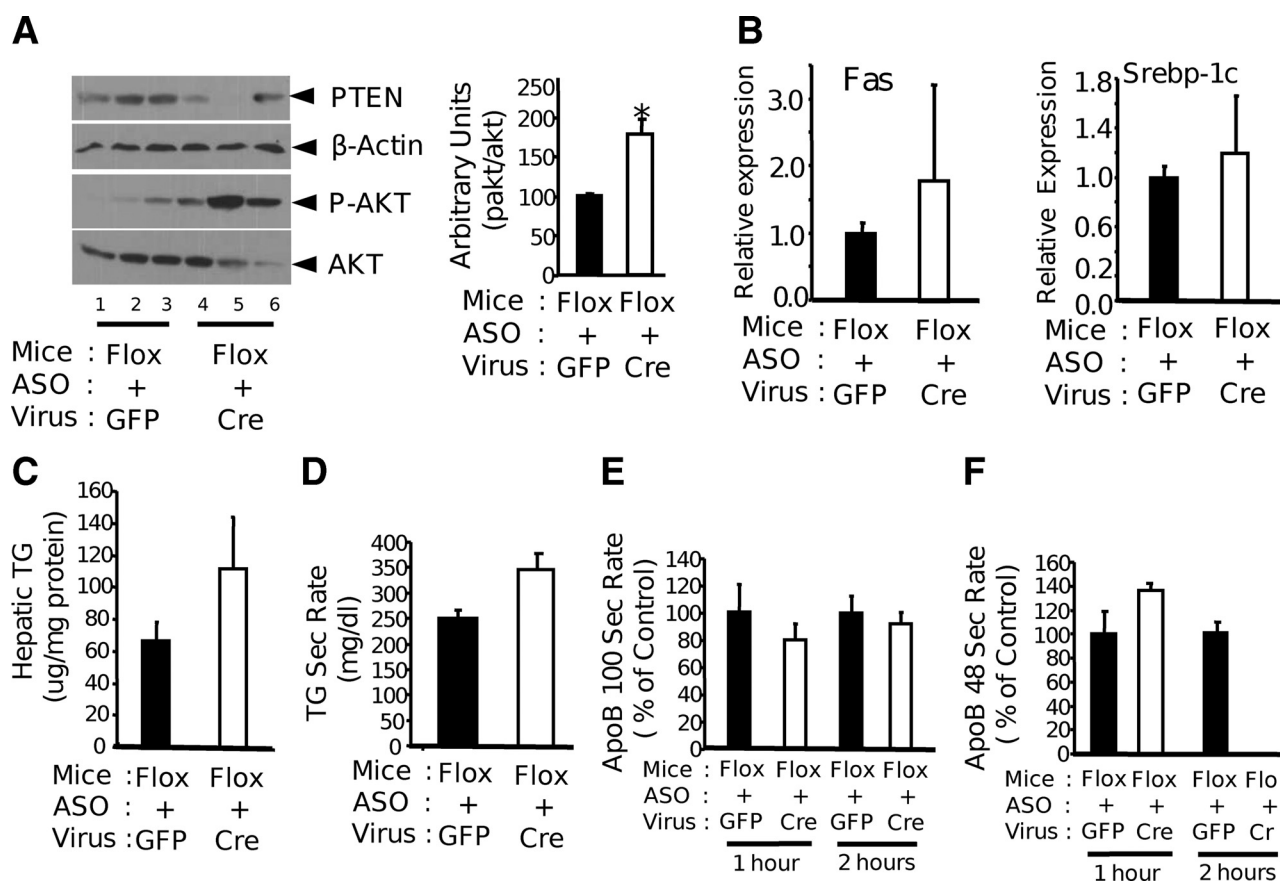 A
PTEN
β-Actin
P-AKT
AKT
1 2 3 4 5 6
Mice : Flox Flox
ASO : + +
Virus : GFP Cre
Arbitrary Units
(pakt/akt)
250
200
150
100
50
0
*
Mice : Flox Flox
ASO : + +
Virus : GFP Cre
B
Fas
Relative expression
3.0
2.0
1.0
0.0
Mice : Flox Flox
ASO : + +
Virus : GFP Cre
Srebp-1c
Relative Expression
1.8
1.4
1.0
0.6
0.2
0.0
Mice : Flox Flox
ASO : + +
Virus : GFP Cre
C
Hepatic TG
(ug/mg protein)
160
140
120
100
80
60
40
20
0
Mice : Flox Flox
ASO : + +
Virus : GFP Cre
D
TG Sec Rate
(mg/dl)
400
350
300
250
200
150
100
50
0
Mice : Flox Flox
ASO : + +
Virus : GFP Cre
E
ApoB 100 Sec Rate
( % of Control)
140
120
100
80
60
40
20
0
Mice : Flox Flox Flox Flox
ASO : + + + +
Virus : GFP Cre GFP Cre
1 hour 2 hours
F
ApoB 48 Sec Rate
( % of Control)
160
140
120
100
80
60
40
20
0
Mice : Flox Flox Flox Flo
ASO : + + + +
Virus : GFP Cre GFP Cr
1 hour 2 hours